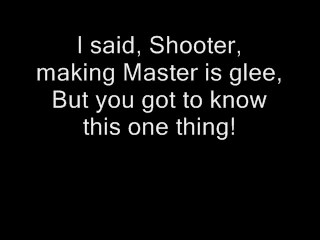 I said, Shooter,
making Master is glee,
But you got to know
this one thing!